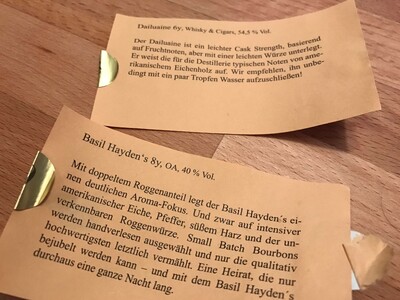 Dailuaine 6y, Whisky & Cigars, 54,5 % Vol.
Der Dailuaine ist ein leichter Cask Strength, basierend
auf Fruchtnoten, aber mit einer leichten Würze unterlegt.
Er weist die für die Destillerie typischen Noten von ame-
rikanischem Eichenholz auf. Wir empfehlen, ihn unbe-
dingt mit ein paar Tropfen Wasser aufzuschließen!
Basil Hayden's 8y, OA, 40 % Vol.
Mit doppeltem Roggenanteil legt der Basil Hayden's ei-
nen deutlichen Aroma-Fokus. Und zwar auf intensiver
amerikanischer Eiche, Pfeffer, süßem Harz und der un-
verkennbaren Roggenwürze. Small Batch Bourbons
werden handverlesen ausgewählt und nur die qualitativ
hochwertigsten letztlich vermählt. Eine Heirat, die nur
bejubelt werden kann – und mit dem Basil Hayden's
durchaus eine ganze Nacht lang.